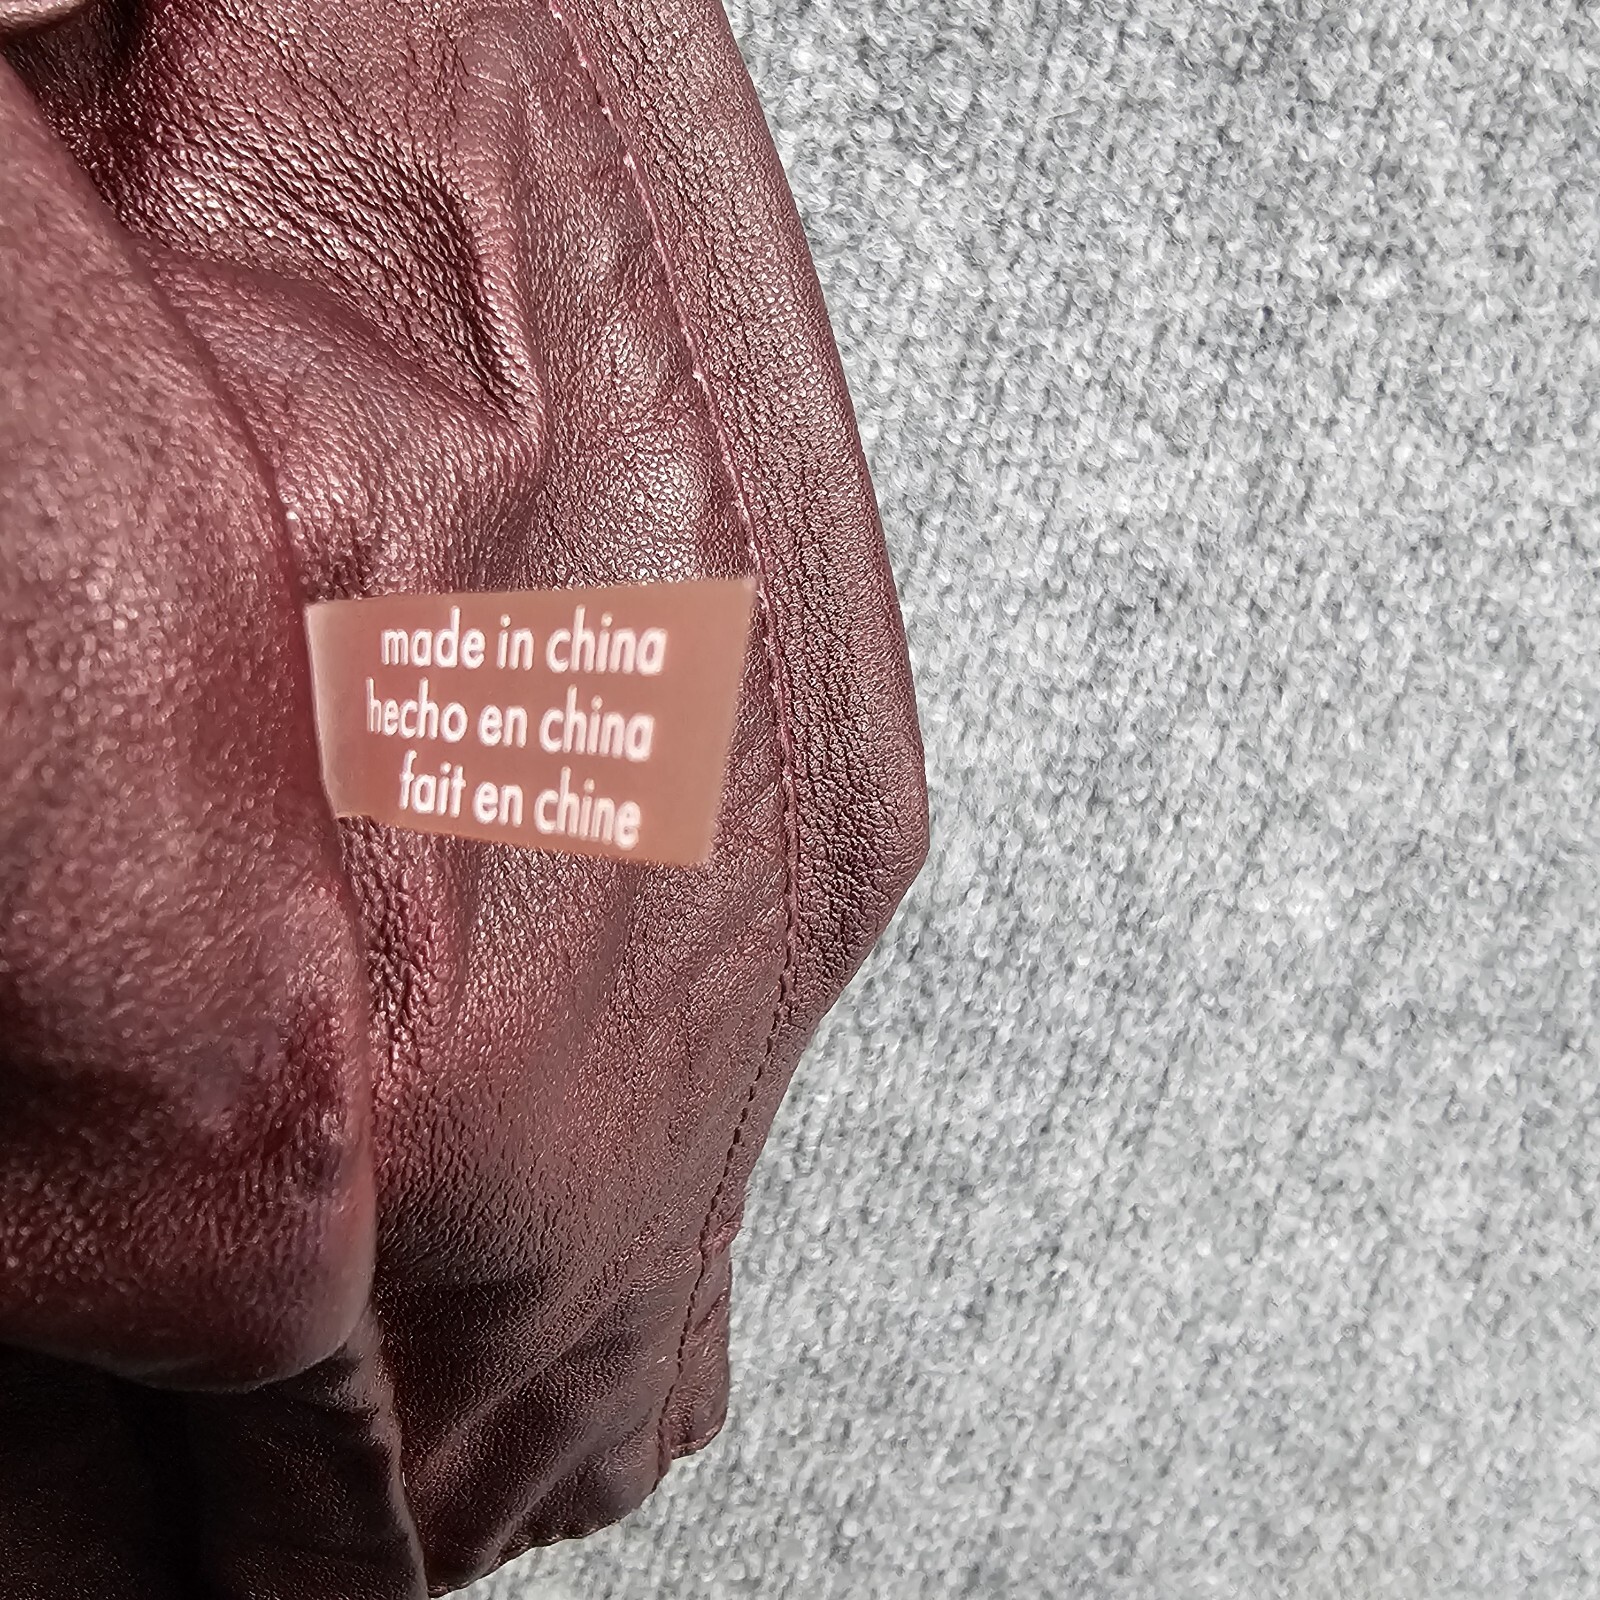 made in china
hecho en china
fait en chine